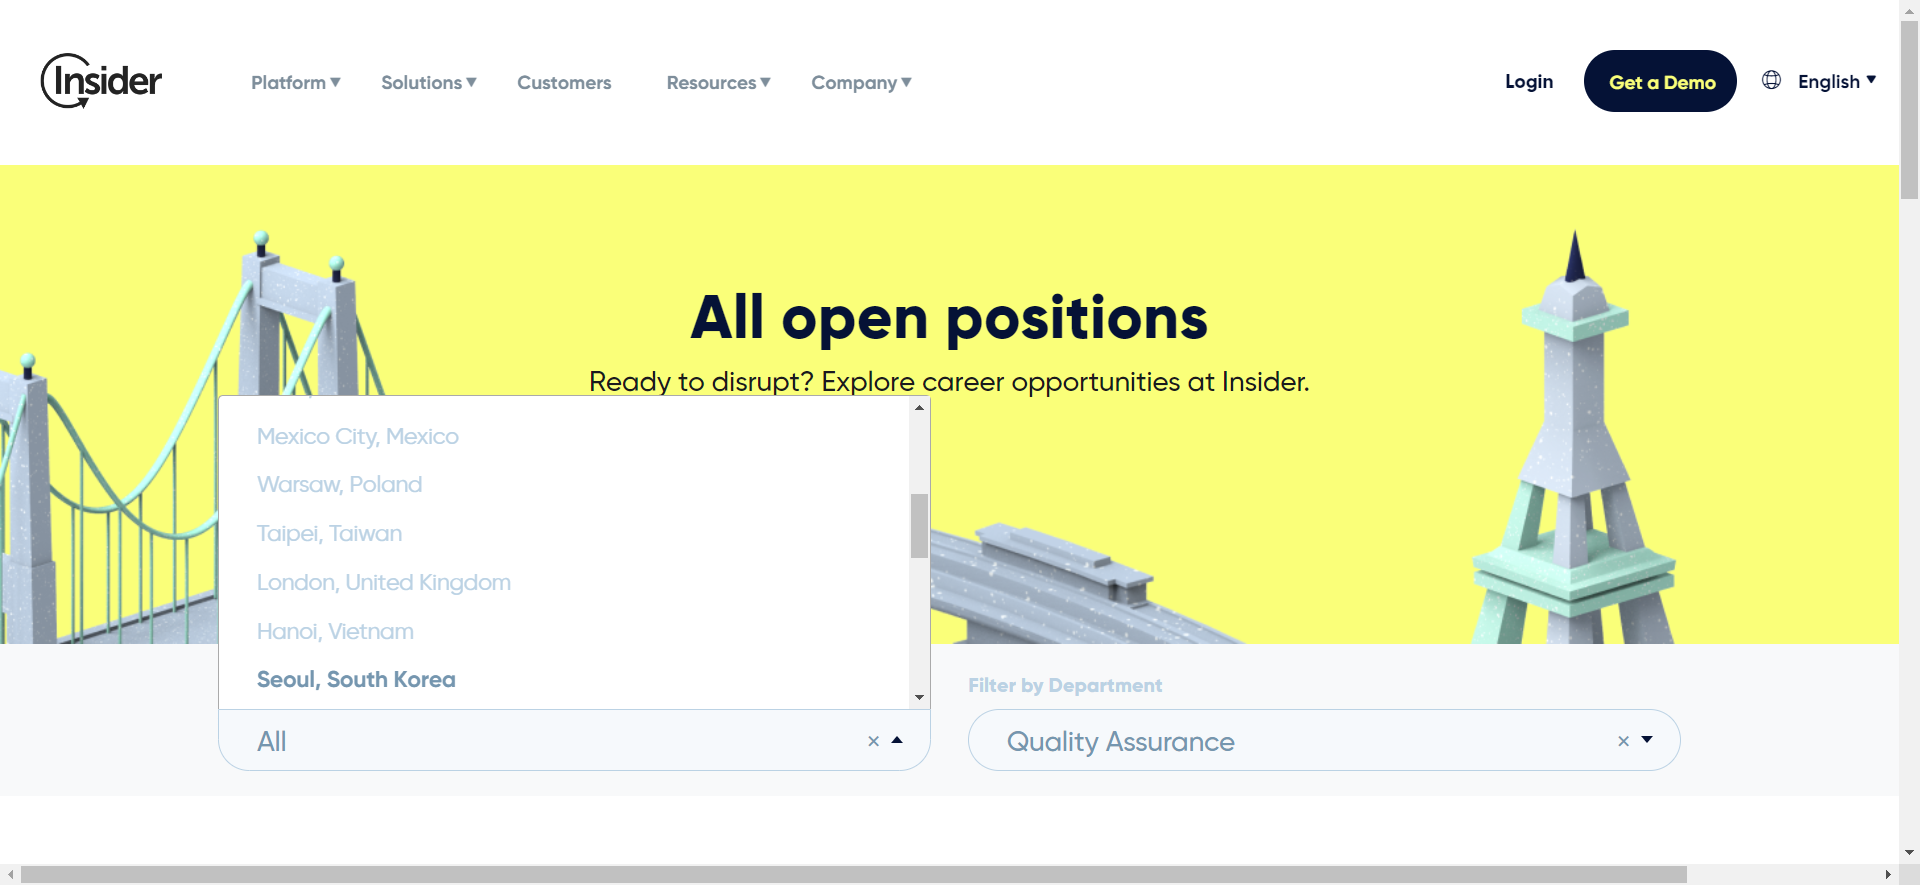 Insider
Platform
Solutions
Customers
Resources
Company
Login
Get a Demo
English
All open positions
Ready to disrupt? Explore career opportunities at Insider.
Mexico City, Mexico
Warsaw, Poland
Taipei, Taiwan
London, United Kingdom
Hanoi, Vietnam
Seoul, South Korea
All
×
Filter by Department
Quality Assurance
×